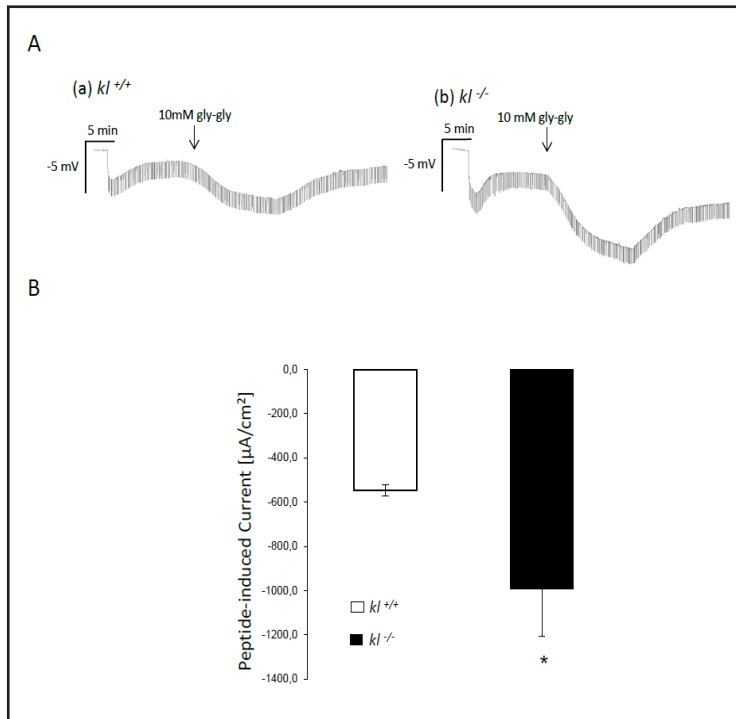 A
(a) kl +/+
(b) kl -/-
10mM gly-gly
10 mM gly-gly
5 min
5 min
-5 mV
-5 mV
B
Peptide-induced Current [µA/cm²]
0,0
-200,0
-400,0
-600,0
-800,0
-1000,0
-1200,0
-1400,0
kl +/+
kl -/-
*